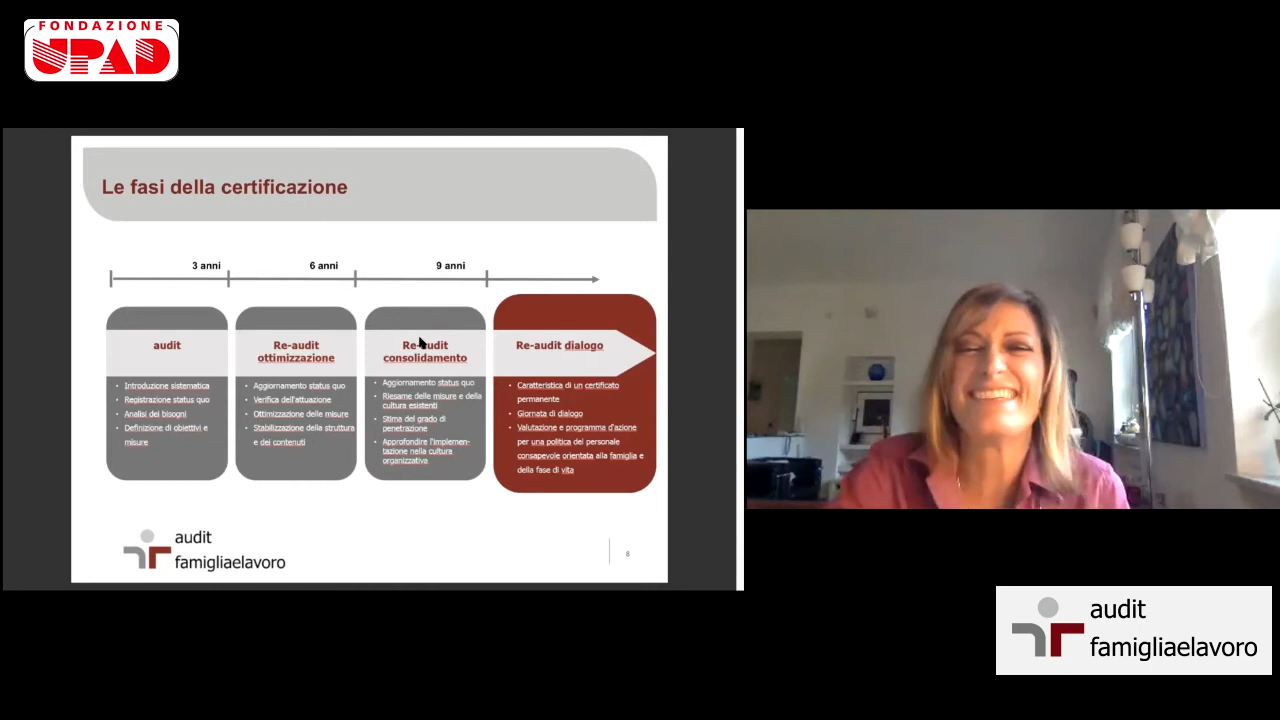 FONDAZIONE
UPAD
Le fasi della certificazione
3 anni
6 anni
9 anni
audit
• Introduzione sistematica
• Registrazione status quo
• Analisi dei bisogni
• Definizione di obiettivi e
misure
Re-audit
ottimizzazione
• Aggiornamento status quo
• Verifica dell'attuazione
• Ottimizzazione delle misure
• Stabilizzazione della struttura
e dei contenuti
Re-audit
consolidamento
• Aggiornamento status quo
• Riesame delle misure e della
cultura esistenti
• Stima del grado di
penetrazione
• Approfondire l'implemen-
tazione nella cultura
organizzativa
Re-audit dialogo
• Caratteristica di un certificato
permanente
• Giornata di dialogo
• Valutazione e programma d'azione
per una politica del personale
consapevole orientata alla famiglia e
della fase di vita
audit
famigliaelavoro
8
audit
famigliaelavoro